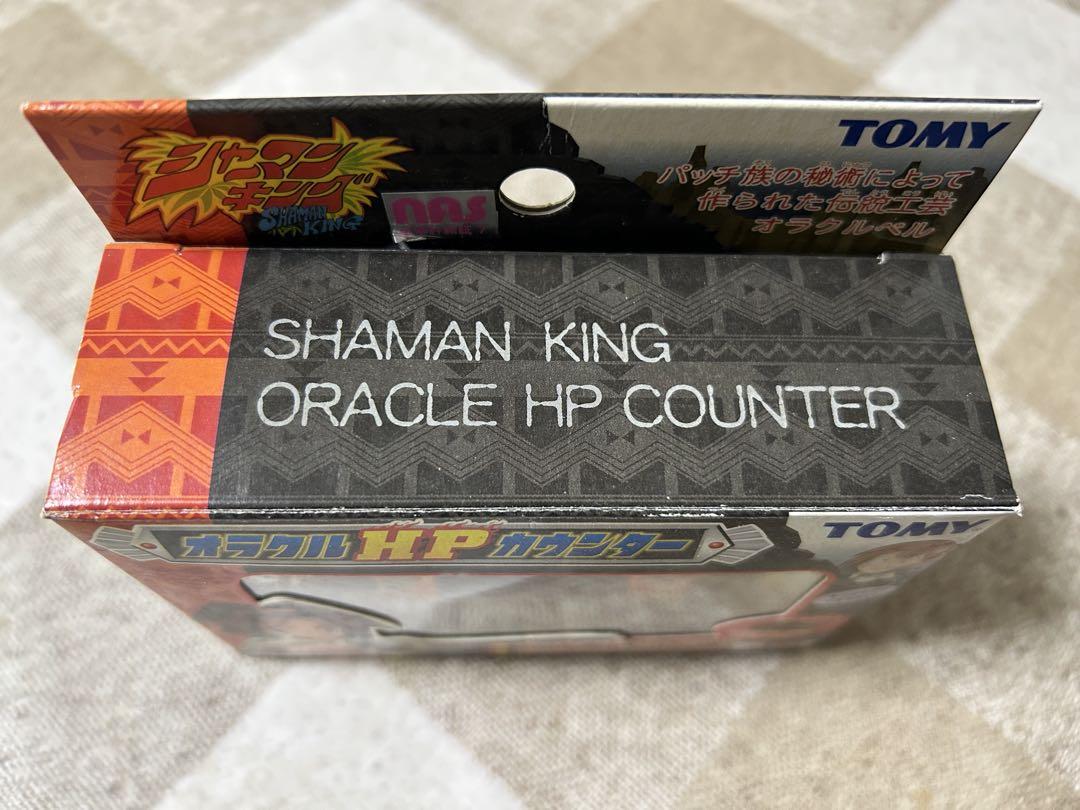 シャーマンキング
SHAMAN KING
nas
TOMY
パッチ族の秘術によって
作られた伝統工芸
オラクルベル
SHAMAN KING
ORACLE HP COUNTER
オラクルHPカウンター
TOMY